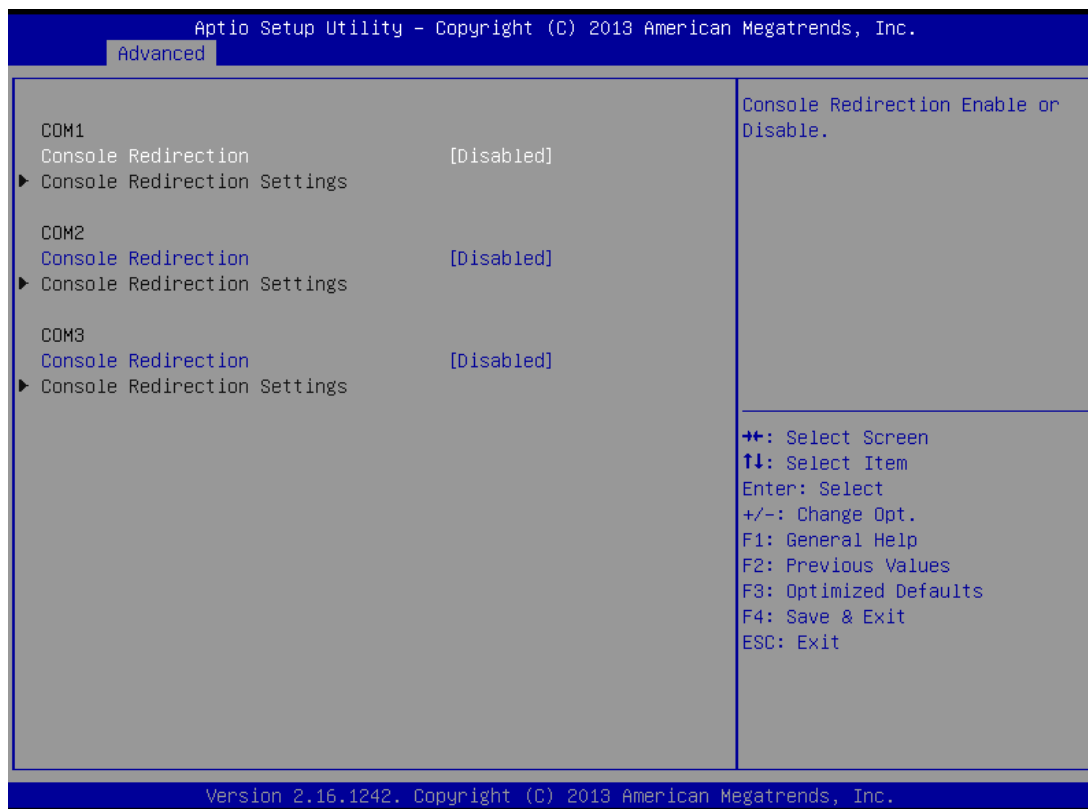 Aptio Setup Utility – Copyright (C) 2013 American Megatrends, Inc.
Advanced
COM1
Console Redirection [Disabled]
▶ Console Redirection Settings
COM2
Console Redirection [Disabled]
▶ Console Redirection Settings
COM3
Console Redirection [Disabled]
▶ Console Redirection Settings
Console Redirection Enable or
Disable.
→←: Select Screen
↑↓: Select Item
Enter: Select
+/-: Change Opt.
F1: General Help
F2: Previous Values
F3: Optimized Defaults
F4: Save & Exit
ESC: Exit
Version 2.16.1242. Copyright (C) 2013 American Megatrends, Inc.